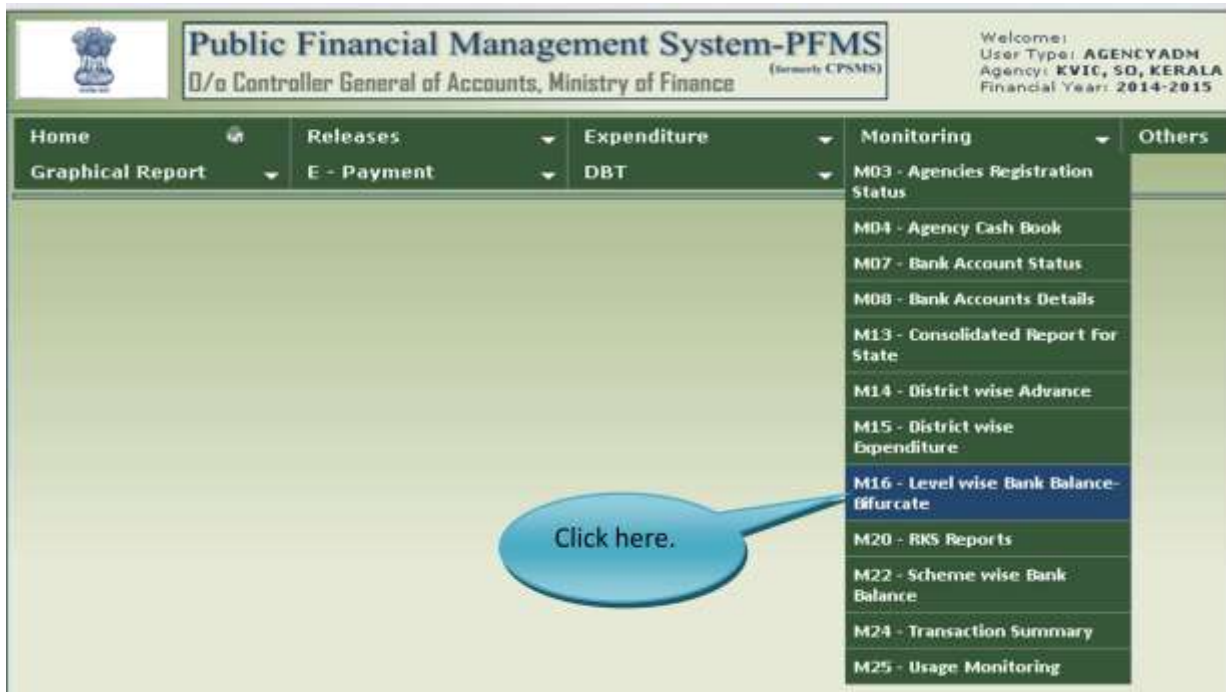 Public Financial Management System-PFMS
(formerly CPSMS)
O/o Controller General of Accounts, Ministry of Finance
Welcome:
User Type: AGENCYADM
Agency: KVIC, SO, KERALA
Financial Year: 2014-2015
Home Releases Expenditure Monitoring Others
Graphical Report E - Payment DBT
M03 - Agencies Registration
Status
M04 - Agency Cash Book
M07 - Bank Account Status
M08 - Bank Accounts Details
M13 - Consolidated Report For
State
M14 - District wise Advance
M15 - District wise
Expenditure
M16 - Level wise Bank Balance-
Bifurcate
Click here.
M20 - RKS Reports
M22 - Scheme wise Bank
Balance
M24 - Transaction Summary
M25 - Usage Monitoring